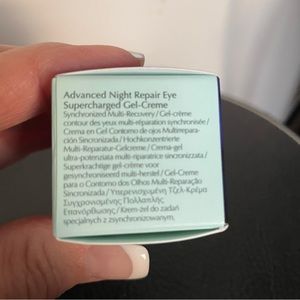 Advanced Night Repair Eye
Supercharged Gel-Creme
Synchronized Multi-Recovery / Gel-crème
contour des yeux multi-réparation synchronisée /
Crema en Gel Contorno de ojos Multirrepara-
ción Sincronizada / Hochkonzentrierte
Multi-Reparatur-Gelcreme / Crema-gel
ultra-potenziata multi riparatrice sincronizzata /
Superkrachtige gel-crème voor
gesynchroniseerd multi-herstel / Gel-Creme
para o Contorno dos Olhos Multi-Reparação
Sincronizada / Υπερενισχυμένη Τζελ-Κρέμα
Συγχρονισμένης Πολλαπλής
Επανόρθωσης / Krem-żel do zadań
specjalnych z zsynchronizowanym,